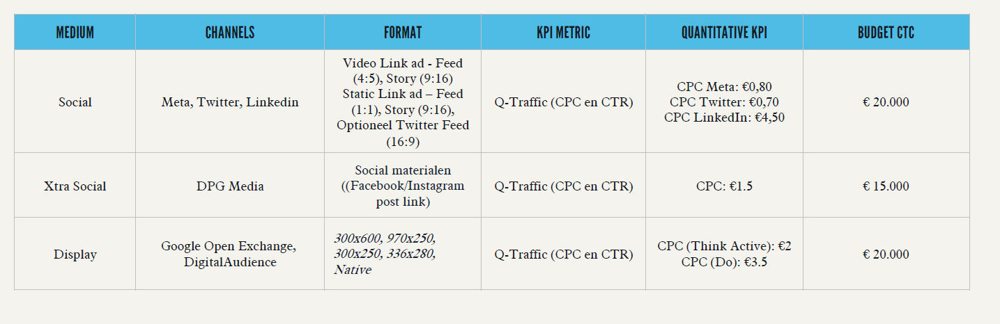 MEDIUM
CHANNELS
FORMAT
KPI METRIC
QUANTITATIVE KPI
BUDGET CTC
Social
Meta, Twitter, Linkedin
Video Link ad - Feed
(4:5), Story (9:16)
Static Link ad – Feed
(1:1), Story (9:16),
Optioneel Twitter Feed
(16:9)
Q-Traffic (CPC en CTR)
CPC Meta: €0,80
CPC Twitter: €0,70
CPC LinkedIn: €4,50
€ 20.000
Xtra Social
DPG Media
Social materialen
((Facebook/Instagram
post link)
Q-Traffic (CPC en CTR)
CPC: €1.5
€ 15.000
Display
Google Open Exchange,
DigitalAudience
300x600, 970x250,
300x250, 336x280,
Native
Q-Traffic (CPC en CTR)
CPC (Think Active): €2
CPC (Do): €3.5
€ 20.000